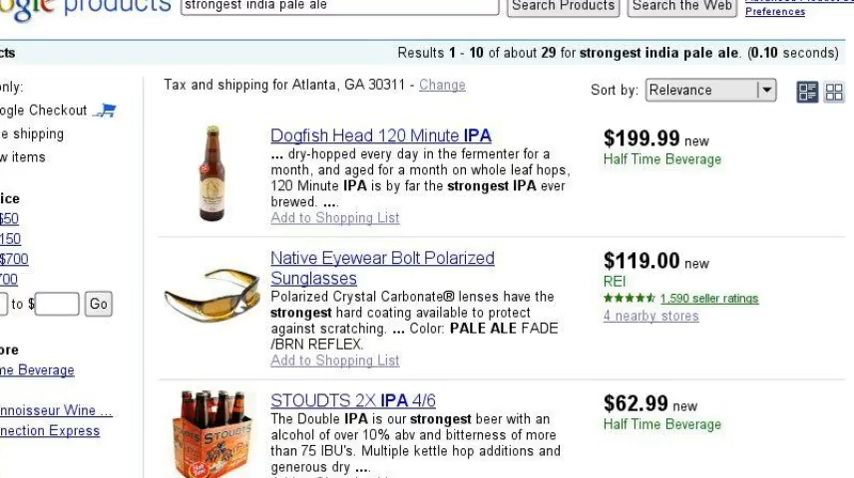 ogle products strongest india pale ale Search Products Search the Web
Preferences
cts Results 1 - 10 of about 29 for strongest india pale ale. (0.10 seconds)
only: Tax and shipping for Atlanta, GA 30311 - Change Sort by: Relevance
ogle Checkout
e shipping
w items
ice
$50
150
$700
700
to $ Go
ore
me Beverage
nnoisseur Wine ...
nection Express
Dogfish Head 120 Minute IPA
... dry-hopped every day in the fermenter for a
month, and aged for a month on whole leaf hops,
120 Minute IPA is by far the strongest IPA ever
brewed. ....
Add to Shopping List
$199.99 new
Half Time Beverage
Native Eyewear Bolt Polarized
Sunglasses
Polarized Crystal Carbonate® lenses have the
strongest hard coating available to protect
against scratching. ... Color: PALE ALE FADE
/BRN REFLEX.
Add to Shopping List
$119.00 new
REI
1,590 seller ratings
4 nearby stores
STOUDTS 2X IPA 4/6
The Double IPA is our strongest beer with an
alcohol of over 10% abv and bitterness of more
than 75 IBU's. Multiple kettle hop additions and
generous dry ....
$62.99 new
Half Time Beverage
STOUDTS